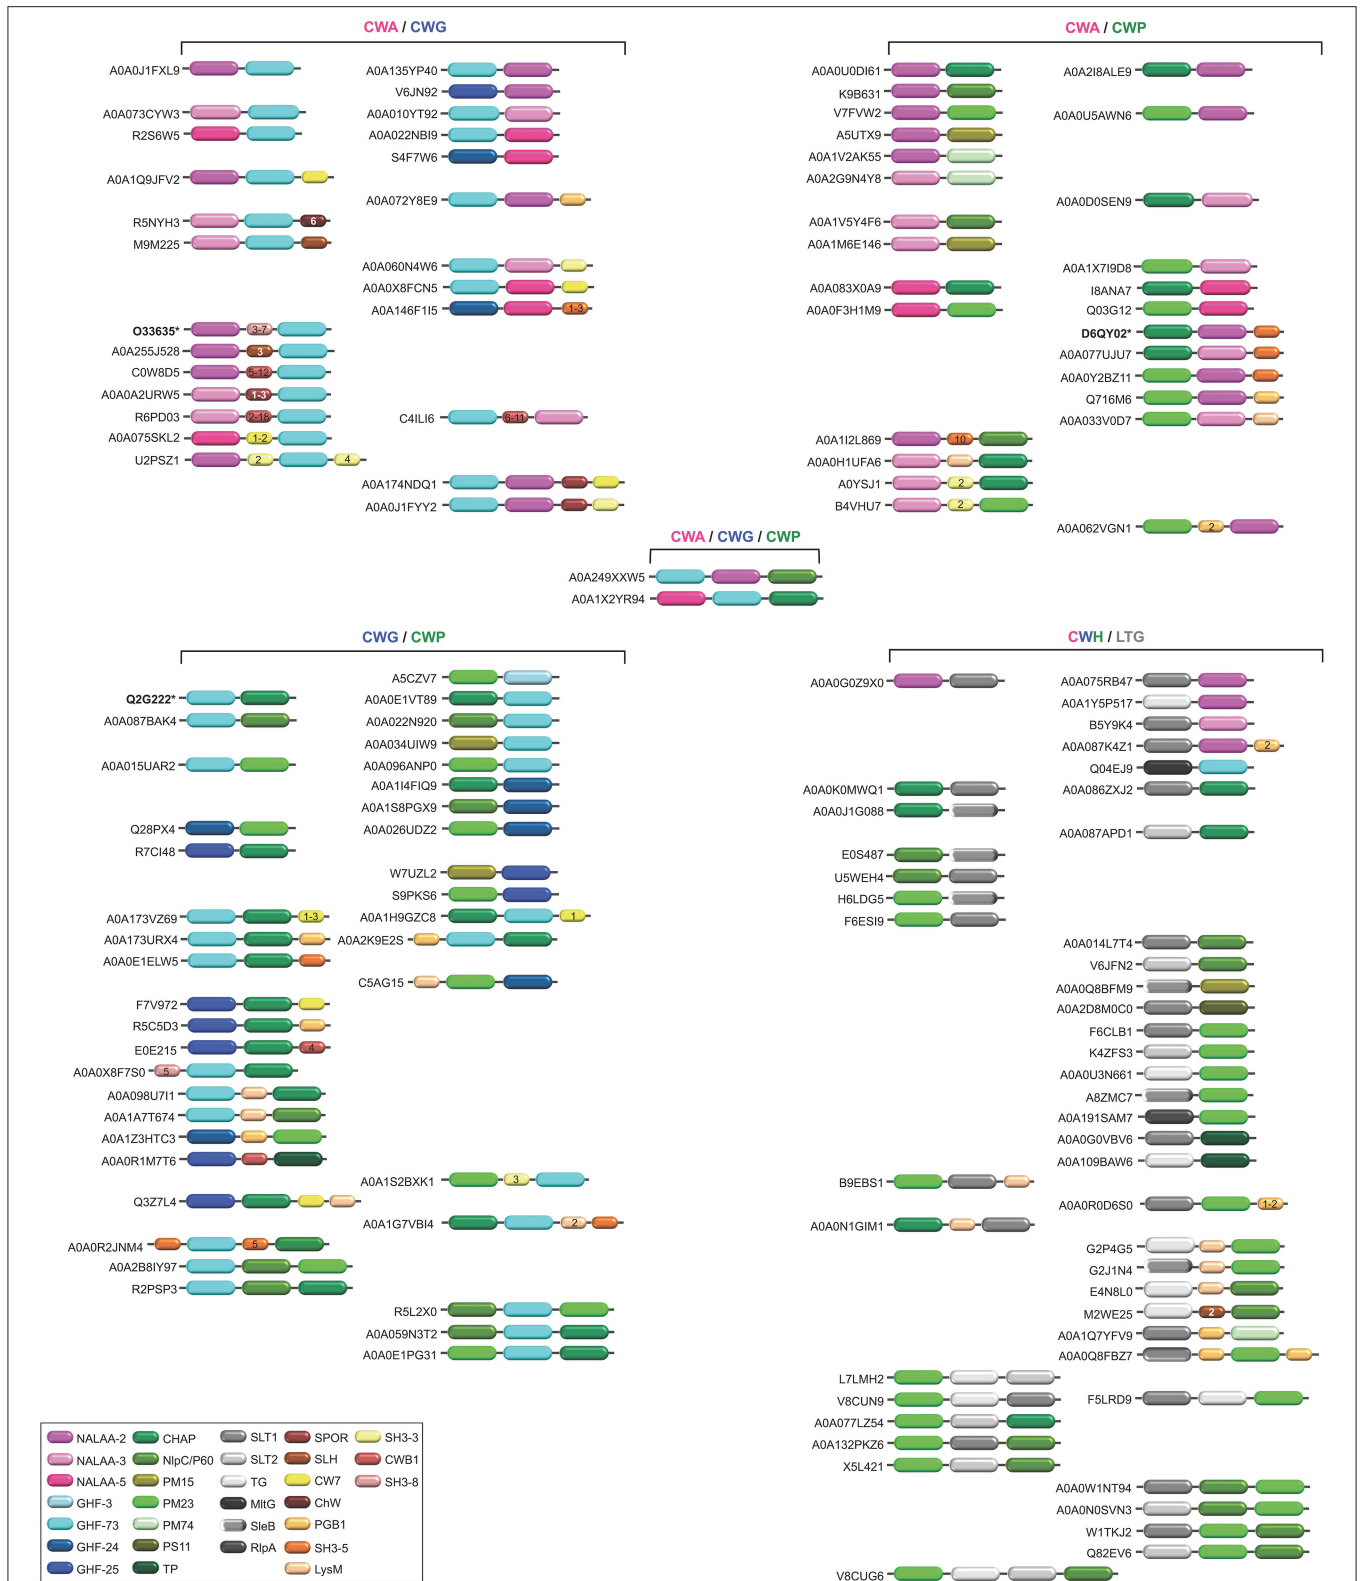 CWA / CWG
A0A0J1FXL9
A0A073CYW3
R2S6W5
A0A1Q9JFV2
R5NYH3 6
M9M225
O33635* 3-7
A0A255J528 3
C0W8D5 5-12
A0A0A2URW5 1-3
R6PD03 2-18
A0A075SKL2 1-2
U2PSZ1 2 4
A0A135YP40
V6JN92
A0A010YT92
A0A022NBI9
S4F7W6
A0A072Y8E9
A0A060N4W6
A0A0X8FCN5
A0A146F1I5 1-3
C4ILI6 6-11
A0A174NDQ1
A0A0J1FYY2
CWA / CWP
A0A0U0DI61
K9B631
V7FVW2
A5UTX9
A0A1V2AK55
A0A2G9N4Y8
A0A1V5Y4F6
A0A1M6E146
A0A083X0A9
A0A0F3H1M9
A0A1I2L869 10
A0A0H1UFA6
A0YSJ1 2
B4VHU7 2
A0A2I8ALE9
A0A0U5AWN6
A0A0D0SEN9
A0A1X7I9D8
I8ANA7
Q03G12
D6QY02*
A0A077UJU7
A0A0Y2BZ11
Q716M6
A0A033V0D7
A0A062VGN1 2
CWA / CWG / CWP
A0A249XXW5
A0A1X2YR94
CWG / CWP
Q2G222*
A0A087BAK4
A0A015UAR2
Q28PX4
R7CI48
A0A173VZ69 1-3
A0A173URX4
A0A0E1ELW5
F7V972
R5C5D3
E0E215 4
A0A0X8F7S0 5
A0A098U7I1
A0A1A7T674
A0A1Z3HTC3
A0A0R1M7T6
Q3Z7L4
A0A0R2JNM4 5
A0A2B8IY97
R2PSP3
A5CZV7
A0A0E1VT89
A0A022N920
A0A034UIW9
A0A096ANP0
A0A1I4FIQ9
A0A1S8PGX9
A0A026UDZ2
W7UZL2
S9PKS6
A0A1H9GZC8 1
A0A2K9E2S
C5AG15
A0A1S2BXK1 3
A0A1G7VBI4 2
R5L2X0
A0A059N3T2
A0A0E1PG31
CWH / LTG
A0A0G0Z9X0
A0A0K0MWQ1
A0A0J1G088
E0S487
U5WEH4
H6LDG5
F6ESI9
B9EBS1
A0A0N1GIM1
L7LMH2
V8CUN9
A0A077LZ54
A0A132PKZ6
X5L421
V8CUG6
A0A075RB47
A0A1Y5P517
B5Y9K4
A0A087K4Z1 2
Q04EJ9
A0A086ZXJ2
A0A087APD1
A0A014L7T4
V6JFN2
A0A0Q8BFM9
A0A2D8M0C0
F6CLB1
K4ZFS3
A0A0U3N661
A8ZMC7
A0A191SAM7
A0A0G0VBV6
A0A109BAW6
A0A0R0D6S0 1-2
G2P4G5
G2J1N4
E4N8L0
M2WE25 2
A0A1Q7YFV9
A0A0Q8FBZ7
F5LRD9
A0A0W1NT94
A0A0N0SVN3
W1TKJ2
Q82EV6
NALAA-2 CHAP SLT1 SPOR SH3-3
NALAA-3 NlpC/P60 SLT2 SLH CWB1
NALAA-5 PM15 TG CW7 SH3-8
GHF-3 PM23 MltG ChW
GHF-73 PM74 SleB PGB1
GHF-24 PS11 RlpA SH3-5
GHF-25 TP LysM